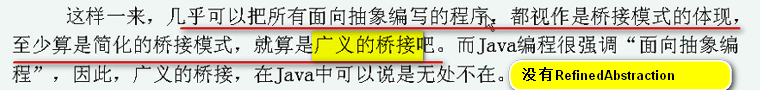 这样一来，几乎可以把所有面向抽象编写的程序，都视作是桥接模式的体现，
至少算是简化的桥接模式，就算是广义的桥接吧。而Java编程很强调“面向抽象编
程”，因此，广义的桥接，在Java中可以说是无处不在。
没有RefinedAbstraction